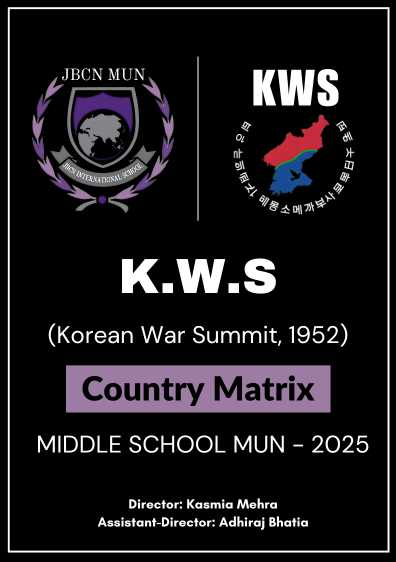 JBCN MUN
JBCN INTERNATIONAL SCHOOL
KWS
K.W.S
(Korean War Summit, 1952)
Country Matrix
MIDDLE SCHOOL MUN - 2025
Director: Kasmia Mehra
Assistant-Director: Adhiraj Bhatia